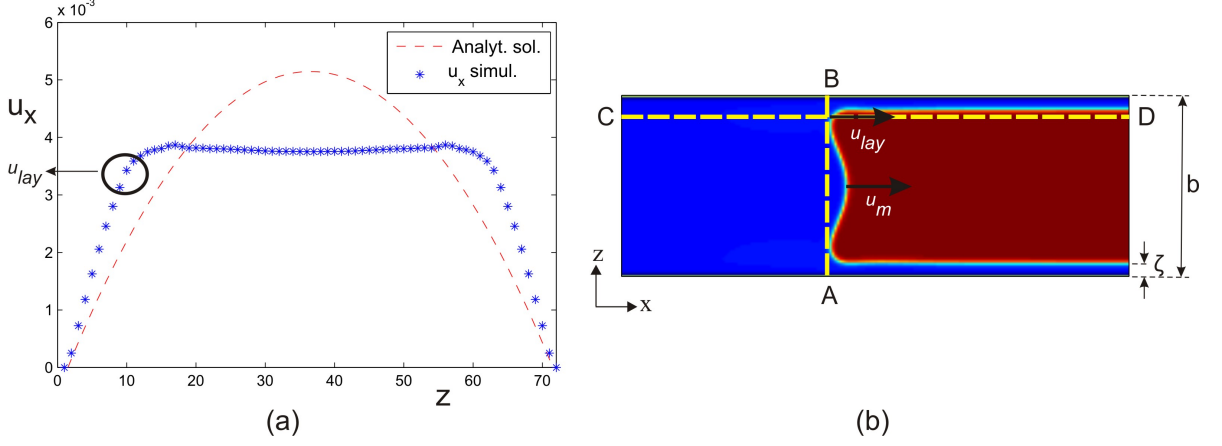 x 10⁻³
6
5
4
3
2
1
0
u_x
u_lay
Analyt. sol.
u_x simul.
0 10 20 30 40 50 60 70
z
(a)
B
C
D
u_lay
u_m
b
ζ
A
z
x
(b)